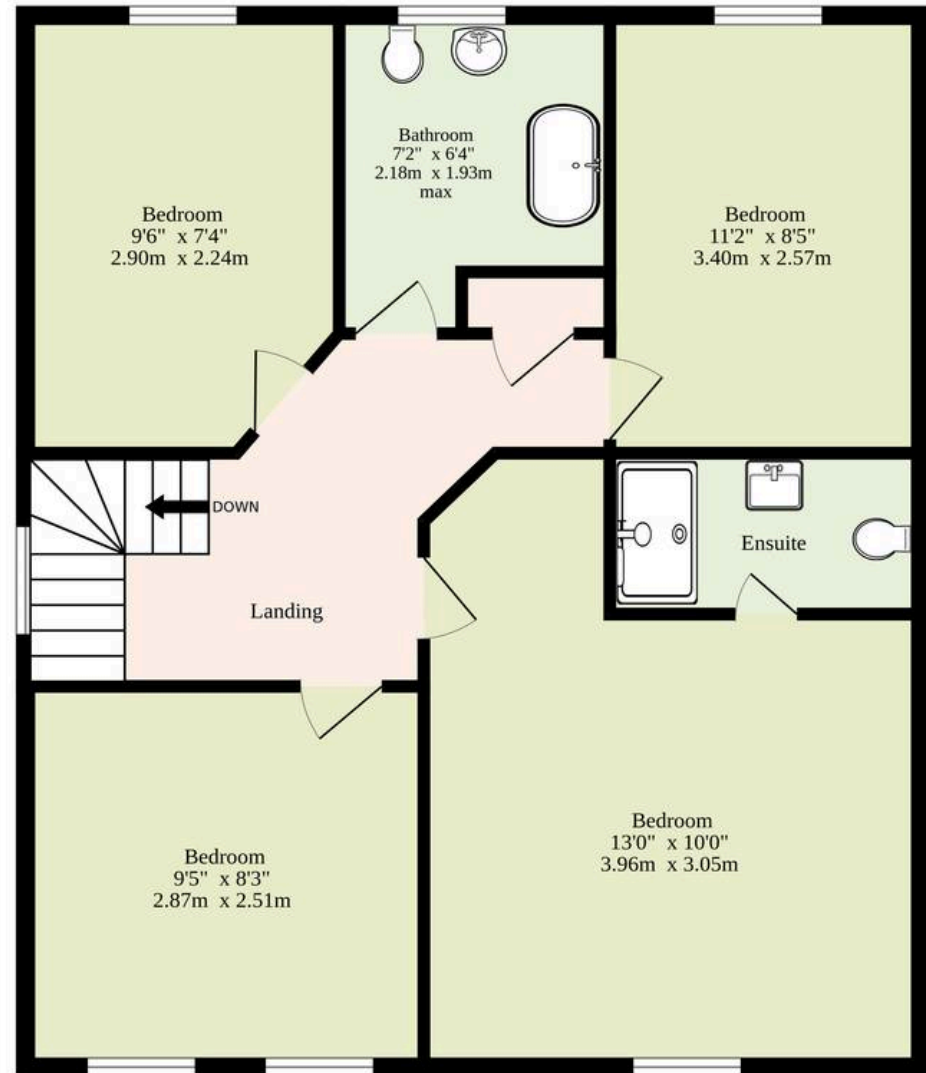 Bathroom
7'2" x 6'4"
2.18m x 1.93m
max
Bedroom
9'6" x 7'4"
2.90m x 2.24m
Bedroom
11'2" x 8'5"
3.40m x 2.57m
DOWN
Ensuite
Landing
Bedroom
13'0" x 10'0"
3.96m x 3.05m
Bedroom
9'5" x 8'3"
2.87m x 2.51m